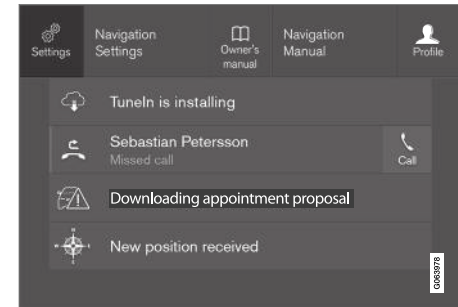 Settings
Navigation
Settings
Owner's
manual
Navigation
Manual
Profile
TuneIn is installing
Sebastian Petersson
Missed call
Call
Downloading appointment proposal
New position received
G063978